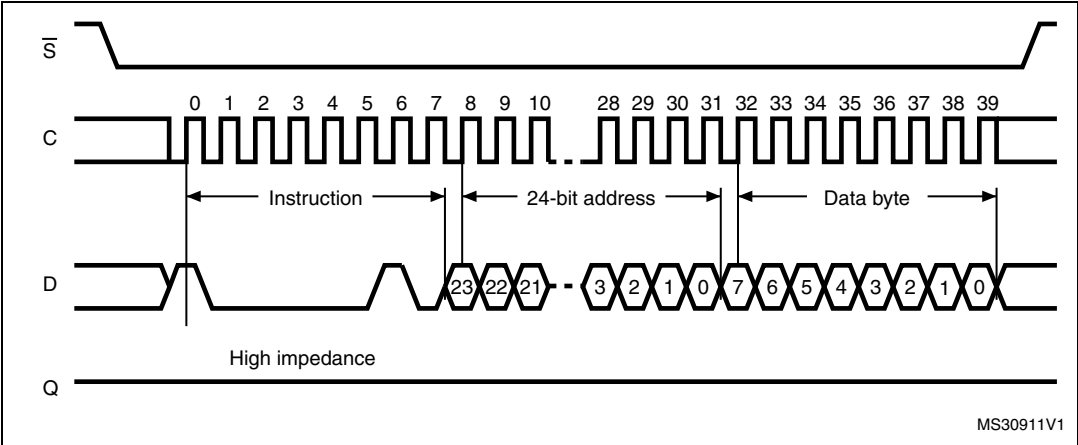 S
0 1 2 3 4 5 6 7 8 9 10 28 29 30 31 32 33 34 35 36 37 38 39
C
Instruction 24-bit address Data byte
D 23 22 21 3 2 1 0 7 6 5 4 3 2 1 0
High impedance
Q
MS30911V1